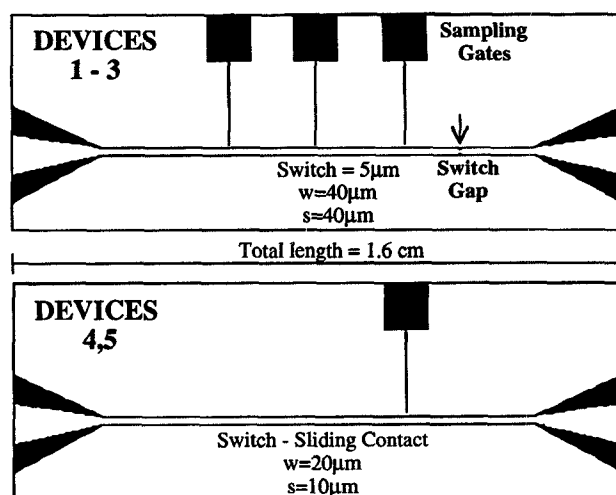 DEVICES
1 - 3
Sampling
Gates
Switch = 5μm
w=40μm
s=40μm
Switch
Gap
Total length = 1.6 cm
DEVICES
4,5
Switch - Sliding Contact
w=20μm
s=10μm